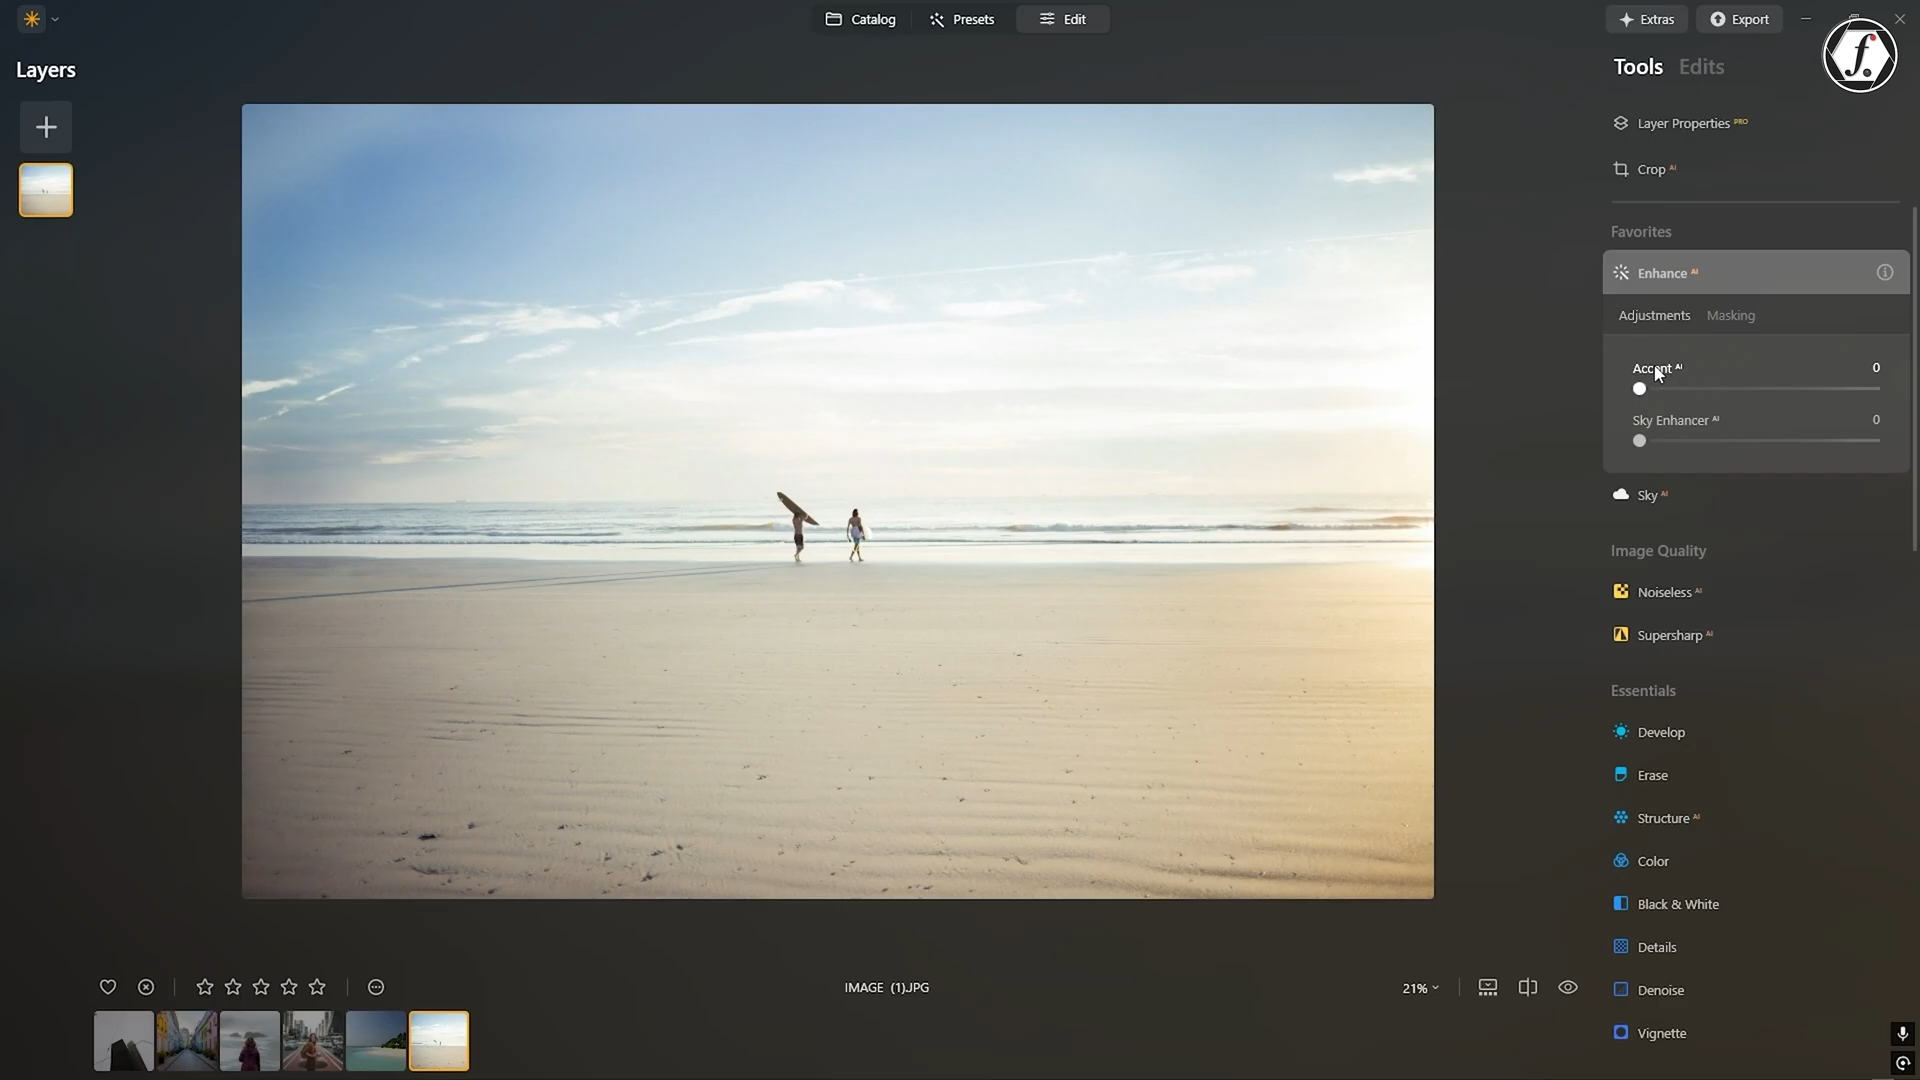 Catalog
Presets
Edit
Extras
Export
Layers
Tools
Edits
Layer Properties PRO
Crop AI
Favorites
Enhance AI
Adjustments
Masking
Accent AI
0
Sky Enhancer AI
0
Sky AI
Image Quality
Noiseless AI
Supersharp AI
Essentials
Develop
Erase
Structure AI
Color
Black & White
Details
Denoise
Vignette
IMAGE (1).JPG
21%
f.